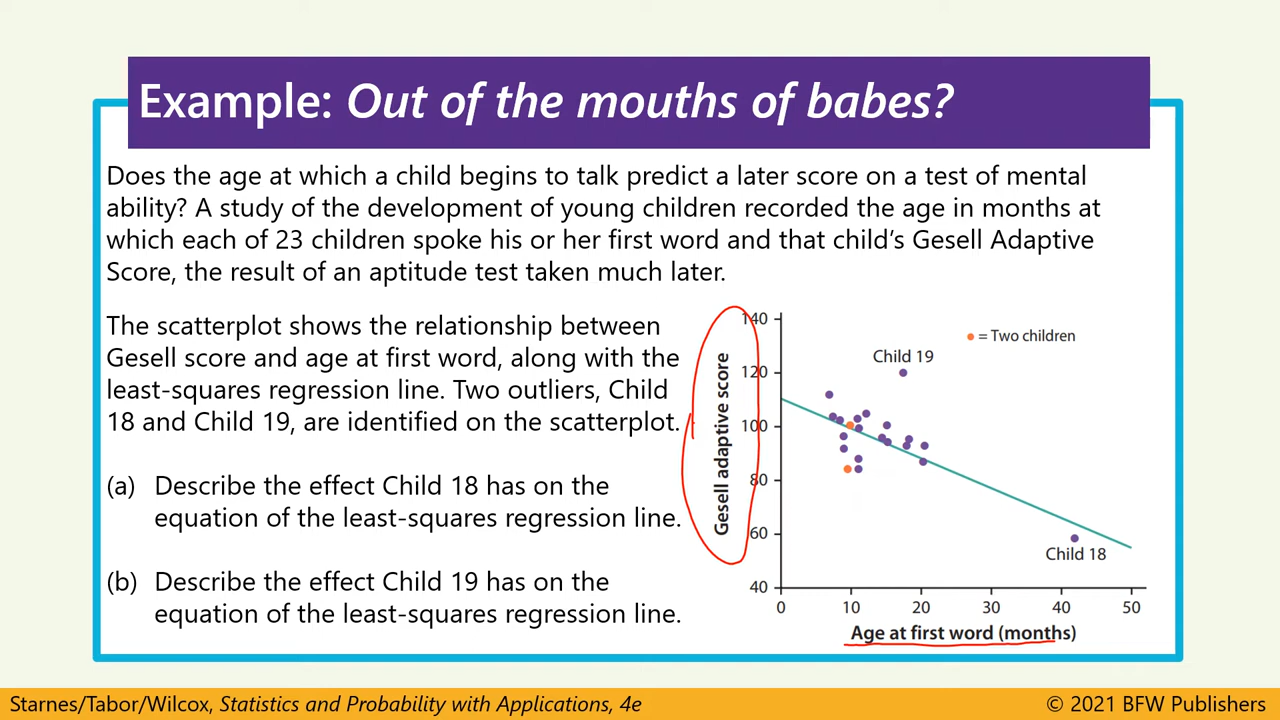 Example: Out of the mouths of babes?
Does the age at which a child begins to talk predict a later score on a test of mental
ability? A study of the development of young children recorded the age in months at
which each of 23 children spoke his or her first word and that child’s Gesell Adaptive
Score, the result of an aptitude test taken much later.
The scatterplot shows the relationship between
Gesell score and age at first word, along with the
least-squares regression line. Two outliers, Child
18 and Child 19, are identified on the scatterplot.
(a) Describe the effect Child 18 has on the
equation of the least-squares regression line.
(b) Describe the effect Child 19 has on the
equation of the least-squares regression line.
Gesell adaptive score
140
120
100
80
60
40
= Two children
Child 19
Child 18
0 10 20 30 40 50
Age at first word (months)
Starnes/Tabor/Wilcox, Statistics and Probability with Applications, 4e
© 2021 BFW Publishers